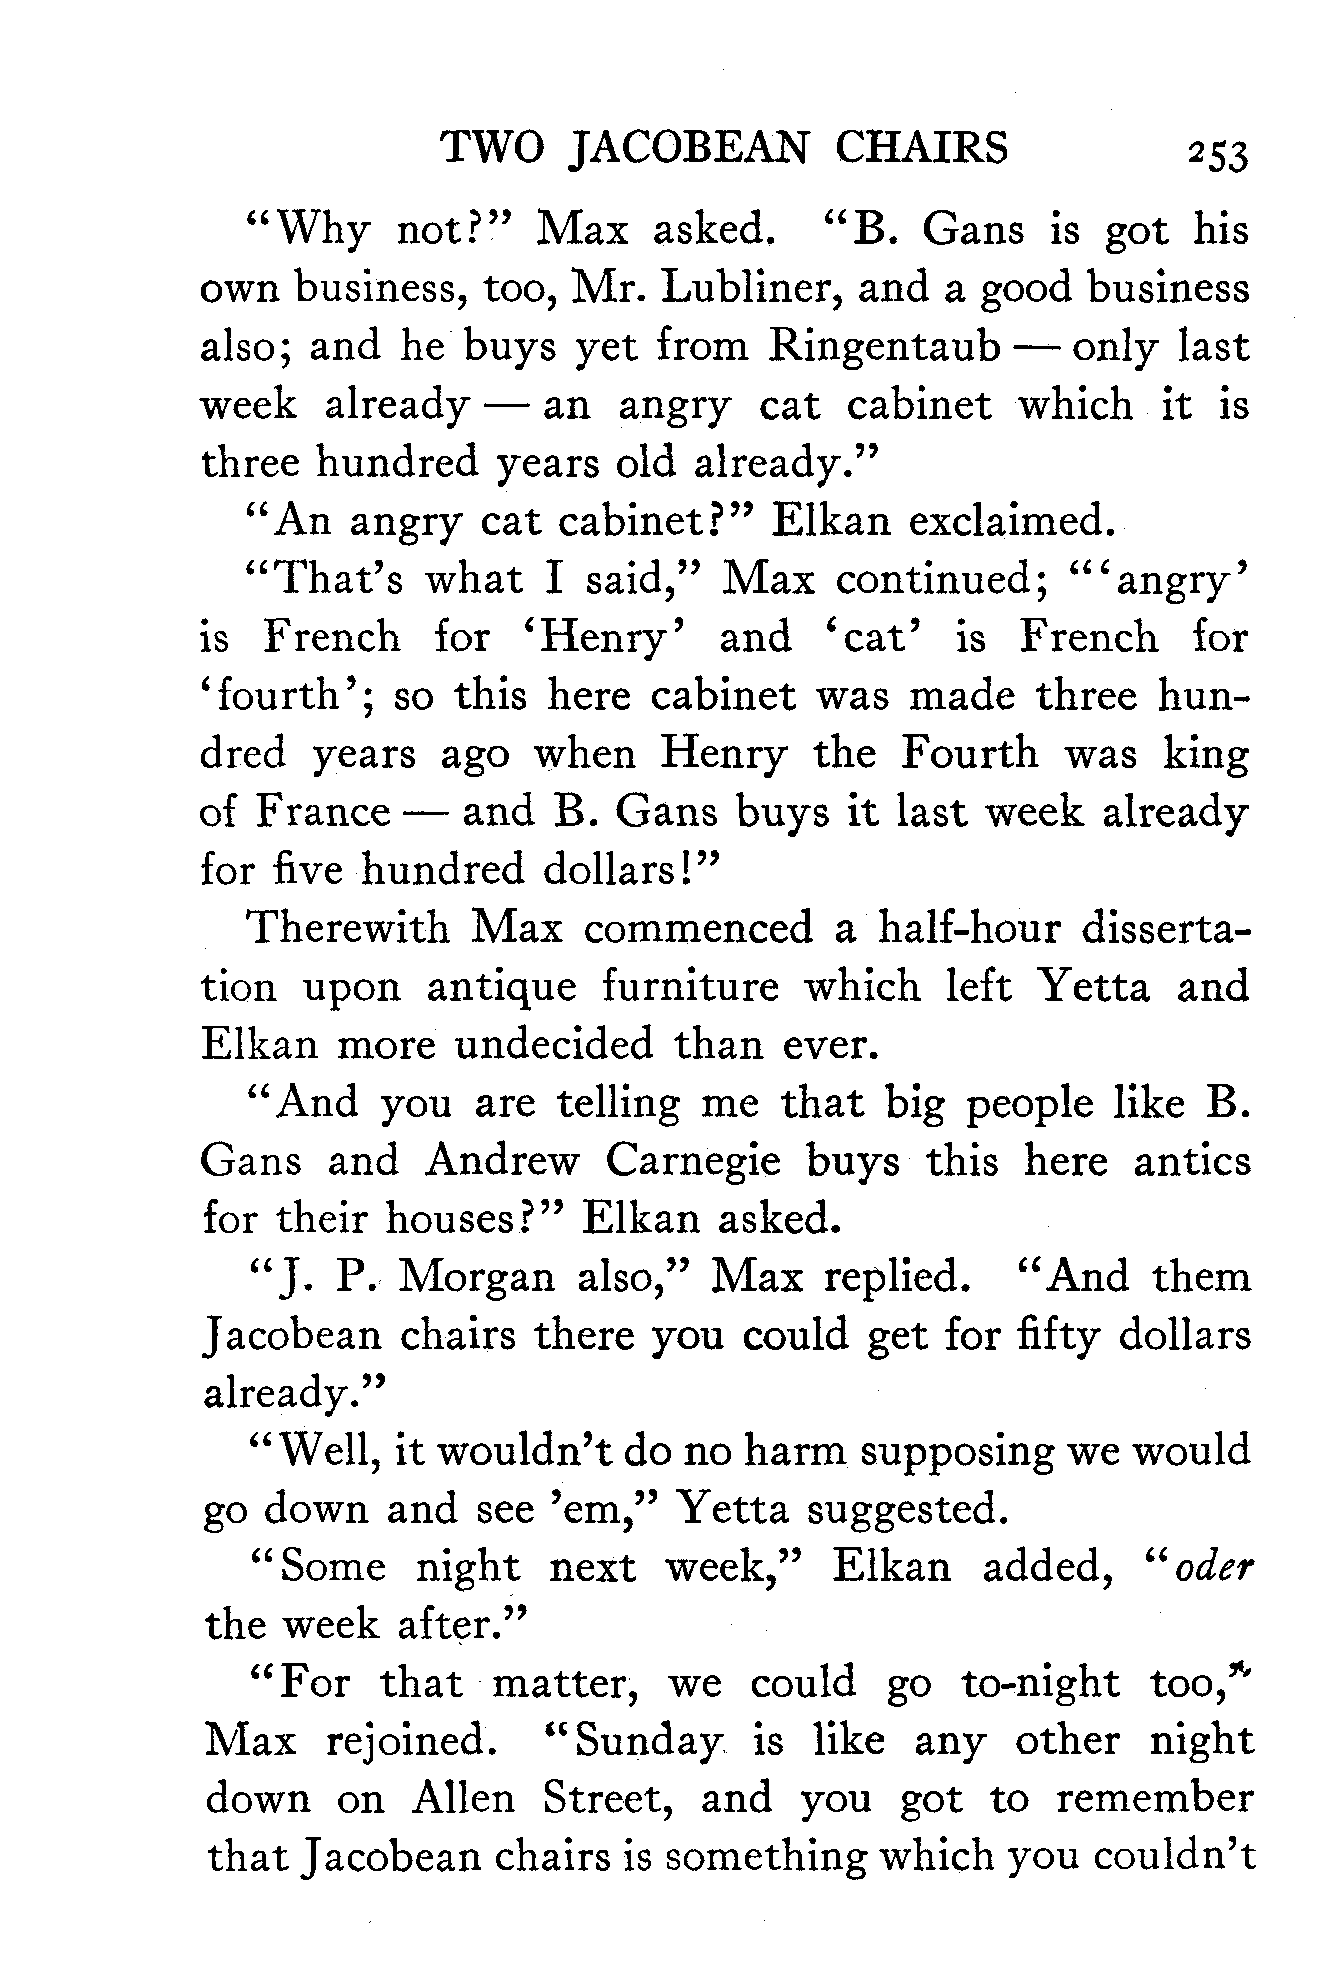 TWO JACOBEAN CHAIRS 253
“Why not?” Max asked. “B. Gans is got his
own business, too, Mr. Lubliner, and a good business
also; and he buys yet from Ringentaub — only last
week already — an angry cat cabinet which it is
three hundred years old already.”
“An angry cat cabinet?” Elkan exclaimed.
“That’s what I said,” Max continued; “‘angry’
is French for ‘Henry’ and ‘cat’ is French for
‘fourth’; so this here cabinet was made three hun-
dred years ago when Henry the Fourth was king
of France — and B. Gans buys it last week already
for five hundred dollars!”
Therewith Max commenced a half-hour disserta-
tion upon antique furniture which left Yetta and
Elkan more undecided than ever.
“And you are telling me that big people like B.
Gans and Andrew Carnegie buys this here antics
for their houses?” Elkan asked.
“J. P. Morgan also,” Max replied. “And them
Jacobean chairs there you could get for fifty dollars
already.”
“Well, it wouldn’t do no harm supposing we would
go down and see ’em,” Yetta suggested.
“Some night next week,” Elkan added, “oder
the week after.”
“For that matter, we could go to-night too,”
Max rejoined. “Sunday is like any other night
down on Allen Street, and you got to remember
that Jacobean chairs is something which you couldn’t